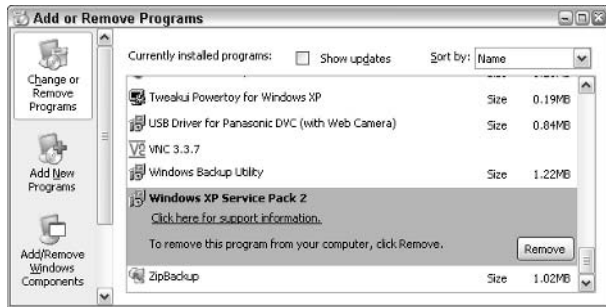 Add or Remove Programs
Change or
Remove
Programs
Add New
Programs
Add/Remove
Windows
Components
Currently installed programs:
Show updates
Sort by: Name
Tweakui Powertoy for Windows XP
Size 0.19MB
USB Driver for Panasonic DVC (with Web Camera)
Size 0.84MB
VNC 3.3.7
Windows Backup Utility
Size 1.22MB
Windows XP Service Pack 2
Click here for support information.
To remove this program from your computer, click Remove.
Remove
ZipBackup
Size 1.02MB